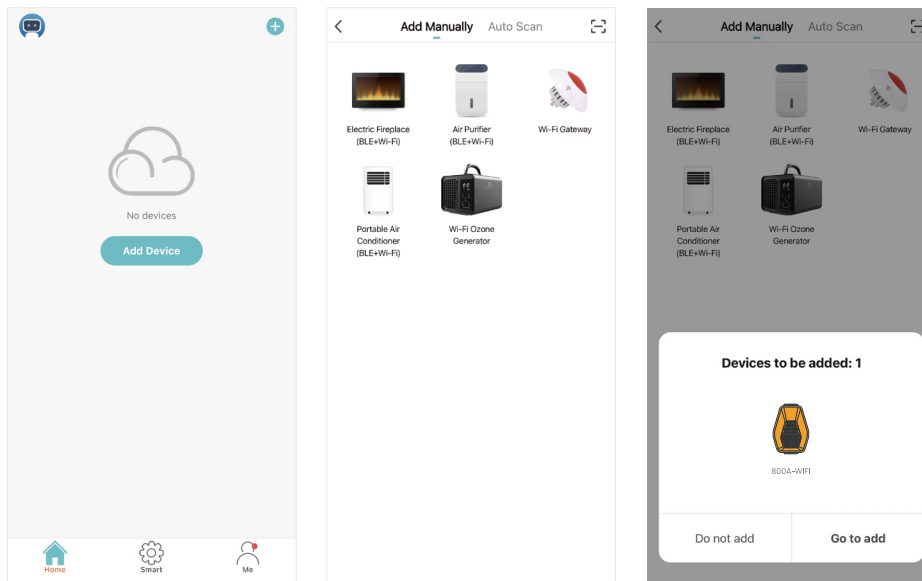 No devices
Add Device
Home
Smart
Me
Add Manually
Auto Scan
Electric Fireplace
(BLE+Wi-Fi)
Air Purifier
(BLE+Wi-Fi)
Wi-Fi Gateway
Portable Air
Conditioner
(BLE+Wi-Fi)
Wi-Fi Ozone
Generator
Add Manually
Auto Scan
Electric Fireplace
(BLE+Wi-Fi)
Air Purifier
(BLE+Wi-Fi)
Wi-Fi Gateway
Portable Air
Conditioner
(BLE+Wi-Fi)
Wi-Fi Ozone
Generator
Devices to be added: 1
800A-WIFI
Do not add
Go to add